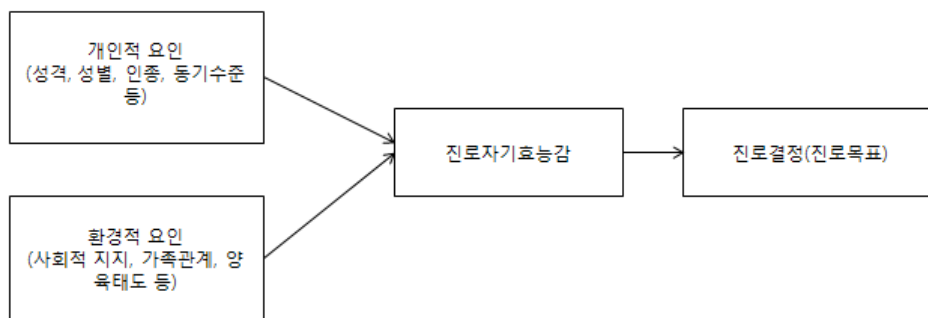 개인적 요인
(성격, 성별, 인종, 동기수준
등)
진로자기효능감
진로결정(진로목표)
환경적 요인
(사회적 지지, 가족관계, 양
육태도 등)